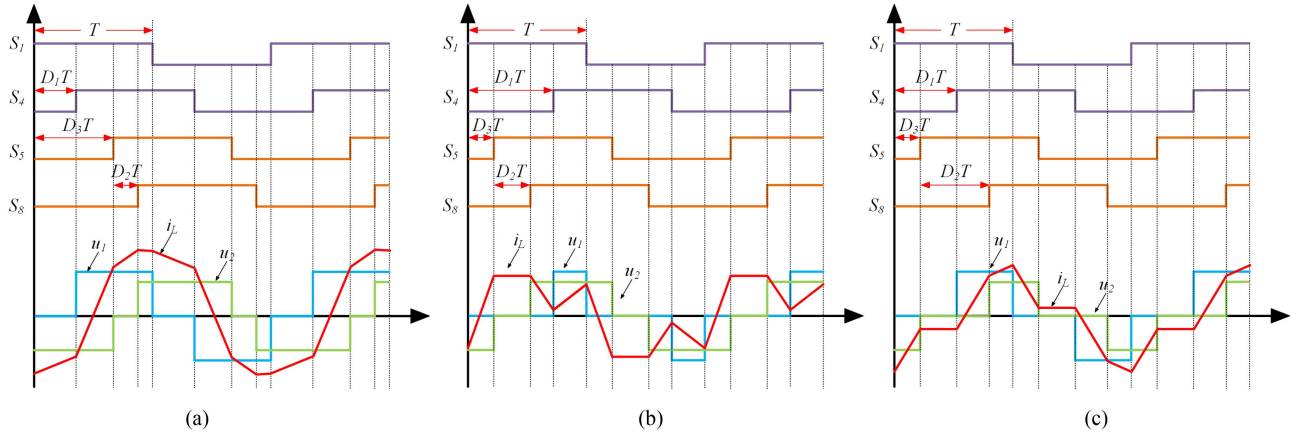 T
S1
D1T
S4
D3T
S5
D2T
S8
iL
u1
u2
(a)
T
S1
D1T
S4
D3T
S5
D2T
S8
iL
u1
u2
(b)
T
S1
D1T
S4
D3T
S5
D2T
S8
u1
iL
u2
(c)